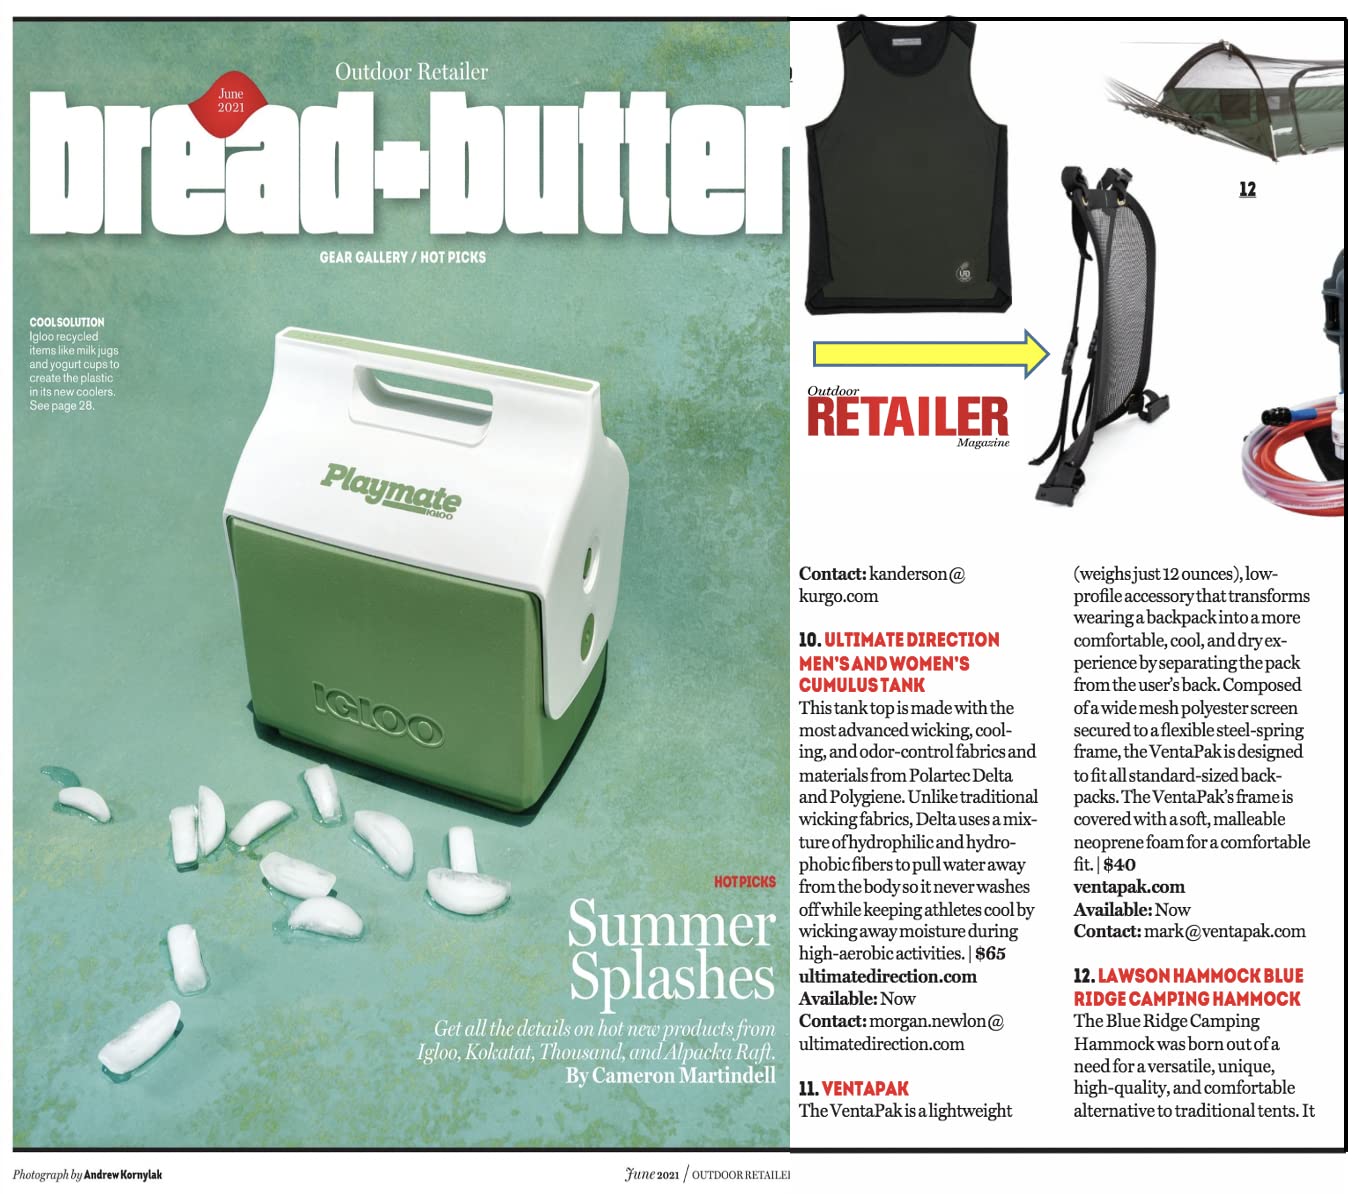 Outdoor Retailer
June
2021
bread+butter
GEAR GALLERY / HOT PICKS
COOL SOLUTION
Igloo recycled
items like milk jugs
and yogurt cups to
create the plastic
in its new coolers.
See page 28.
Playmate
IGLOO
IGLOO
HOT PICKS
Summer
Splashes
Get all the details on hot new products from
Igloo, Kokatat, Thousand, and Alpacka Raft.
By Cameron Martindell
Photograph by Andrew Kornylak
June 2021 / OUTDOOR RETAILER
UD
12
Outdoor
RETAILER
Magazine
Contact: kanderson@
kurgo.com
10. ULTIMATE DIRECTION
MEN'S AND WOMEN'S
CUMULUS TANK
This tank top is made with the
most advanced wicking, cool-
ing, and odor-control fabrics and
materials from Polartec Delta
and Polygiene. Unlike traditional
wicking fabrics, Delta uses a mix-
ture of hydrophilic and hydro-
phobic fibers to pull water away
from the body so it never washes
off while keeping athletes cool by
wicking away moisture during
high-aerobic activities. | $65
ultimatedirection.com
Available: Now
Contact: morgan.newlon@
ultimatedirection.com
11. VENTAPAK
The VentaPak is a lightweight
(weighs just 12 ounces), low-
profile accessory that transforms
wearing a backpack into a more
comfortable, cool, and dry ex-
perience by separating the pack
from the user's back. Composed
of a wide mesh polyester screen
secured to a flexible steel-spring
frame, the VentaPak is designed
to fit all standard-sized back-
packs. The VentaPak's frame is
covered with a soft, malleable
neoprene foam for a comfortable
fit. | $40
ventapak.com
Available: Now
Contact: mark@ventapak.com
12. LAWSON HAMMOCK BLUE
RIDGE CAMPING HAMMOCK
The Blue Ridge Camping
Hammock was born out of a
need for a versatile, unique,
high-quality, and comfortable
alternative to traditional tents. It